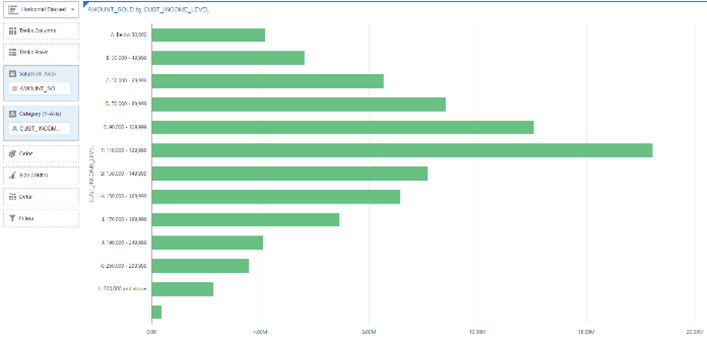 Horizontal Stacked
AMOUNT_SOLD by CUST_INCOME_LEVEL
Trellis Columns
Trellis Rows
Values (X-Axis)
AMOUNT_SO...
Category (Y-Axis)
CUST_INCOM...
Color
Size (Width)
Detail
Filters
CUST_INCOME_LEVEL
A: Below 30,000
B: 30,000 - 49,999
C: 50,000 - 69,999
D: 70,000 - 89,999
E: 90,000 - 109,999
F: 110,000 - 129,999
G: 130,000 - 149,999
H: 150,000 - 169,999
I: 170,000 - 189,999
J: 190,000 - 249,999
K: 250,000 - 299,999
L: 300,000 and above
0.00 4.00M 8.00M 12.00M 16.00M 20.00M